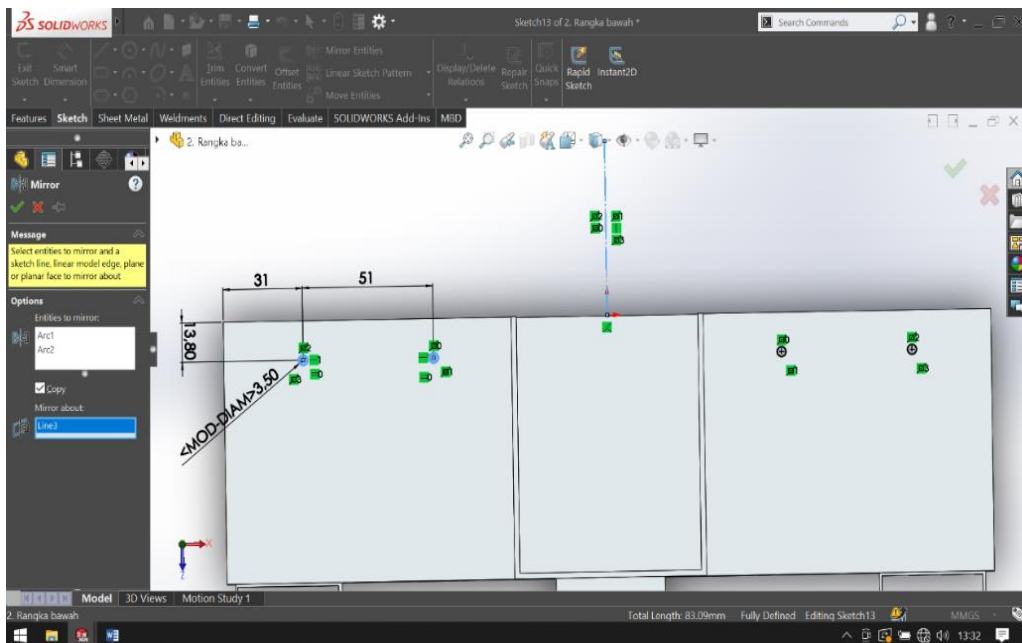 SOLIDWORKS
Sketch13 of 2. Rangka bawah *
Search Commands
Exit Sketch
Smart Dimension
Trim Entities
Convert Entities
Offset Entities
Mirror Entities
Linear Sketch Pattern
Move Entities
Display/Delete Relations
Repair Sketch
Quick Snaps
Rapid Sketch
Instant2D
Features Sketch Sheet Metal Weldments Direct Editing Evaluate SOLIDWORKS Add-Ins MBD
2. Rangka ba...
Mirror
Message
Select entities to mirror and a
sketch line, linear model edge, plane
or planar face to mirror about
Options
Entities to mirror:
Arc1
Arc2
Copy
Mirror about:
Line3
31
51
13,80
<MOD-DIAM>3,50
X
Z
Model 3D Views Motion Study 1
2. Rangka bawah
Total Length: 83.09mm Fully Defined Editing Sketch13 MMGS
13:32